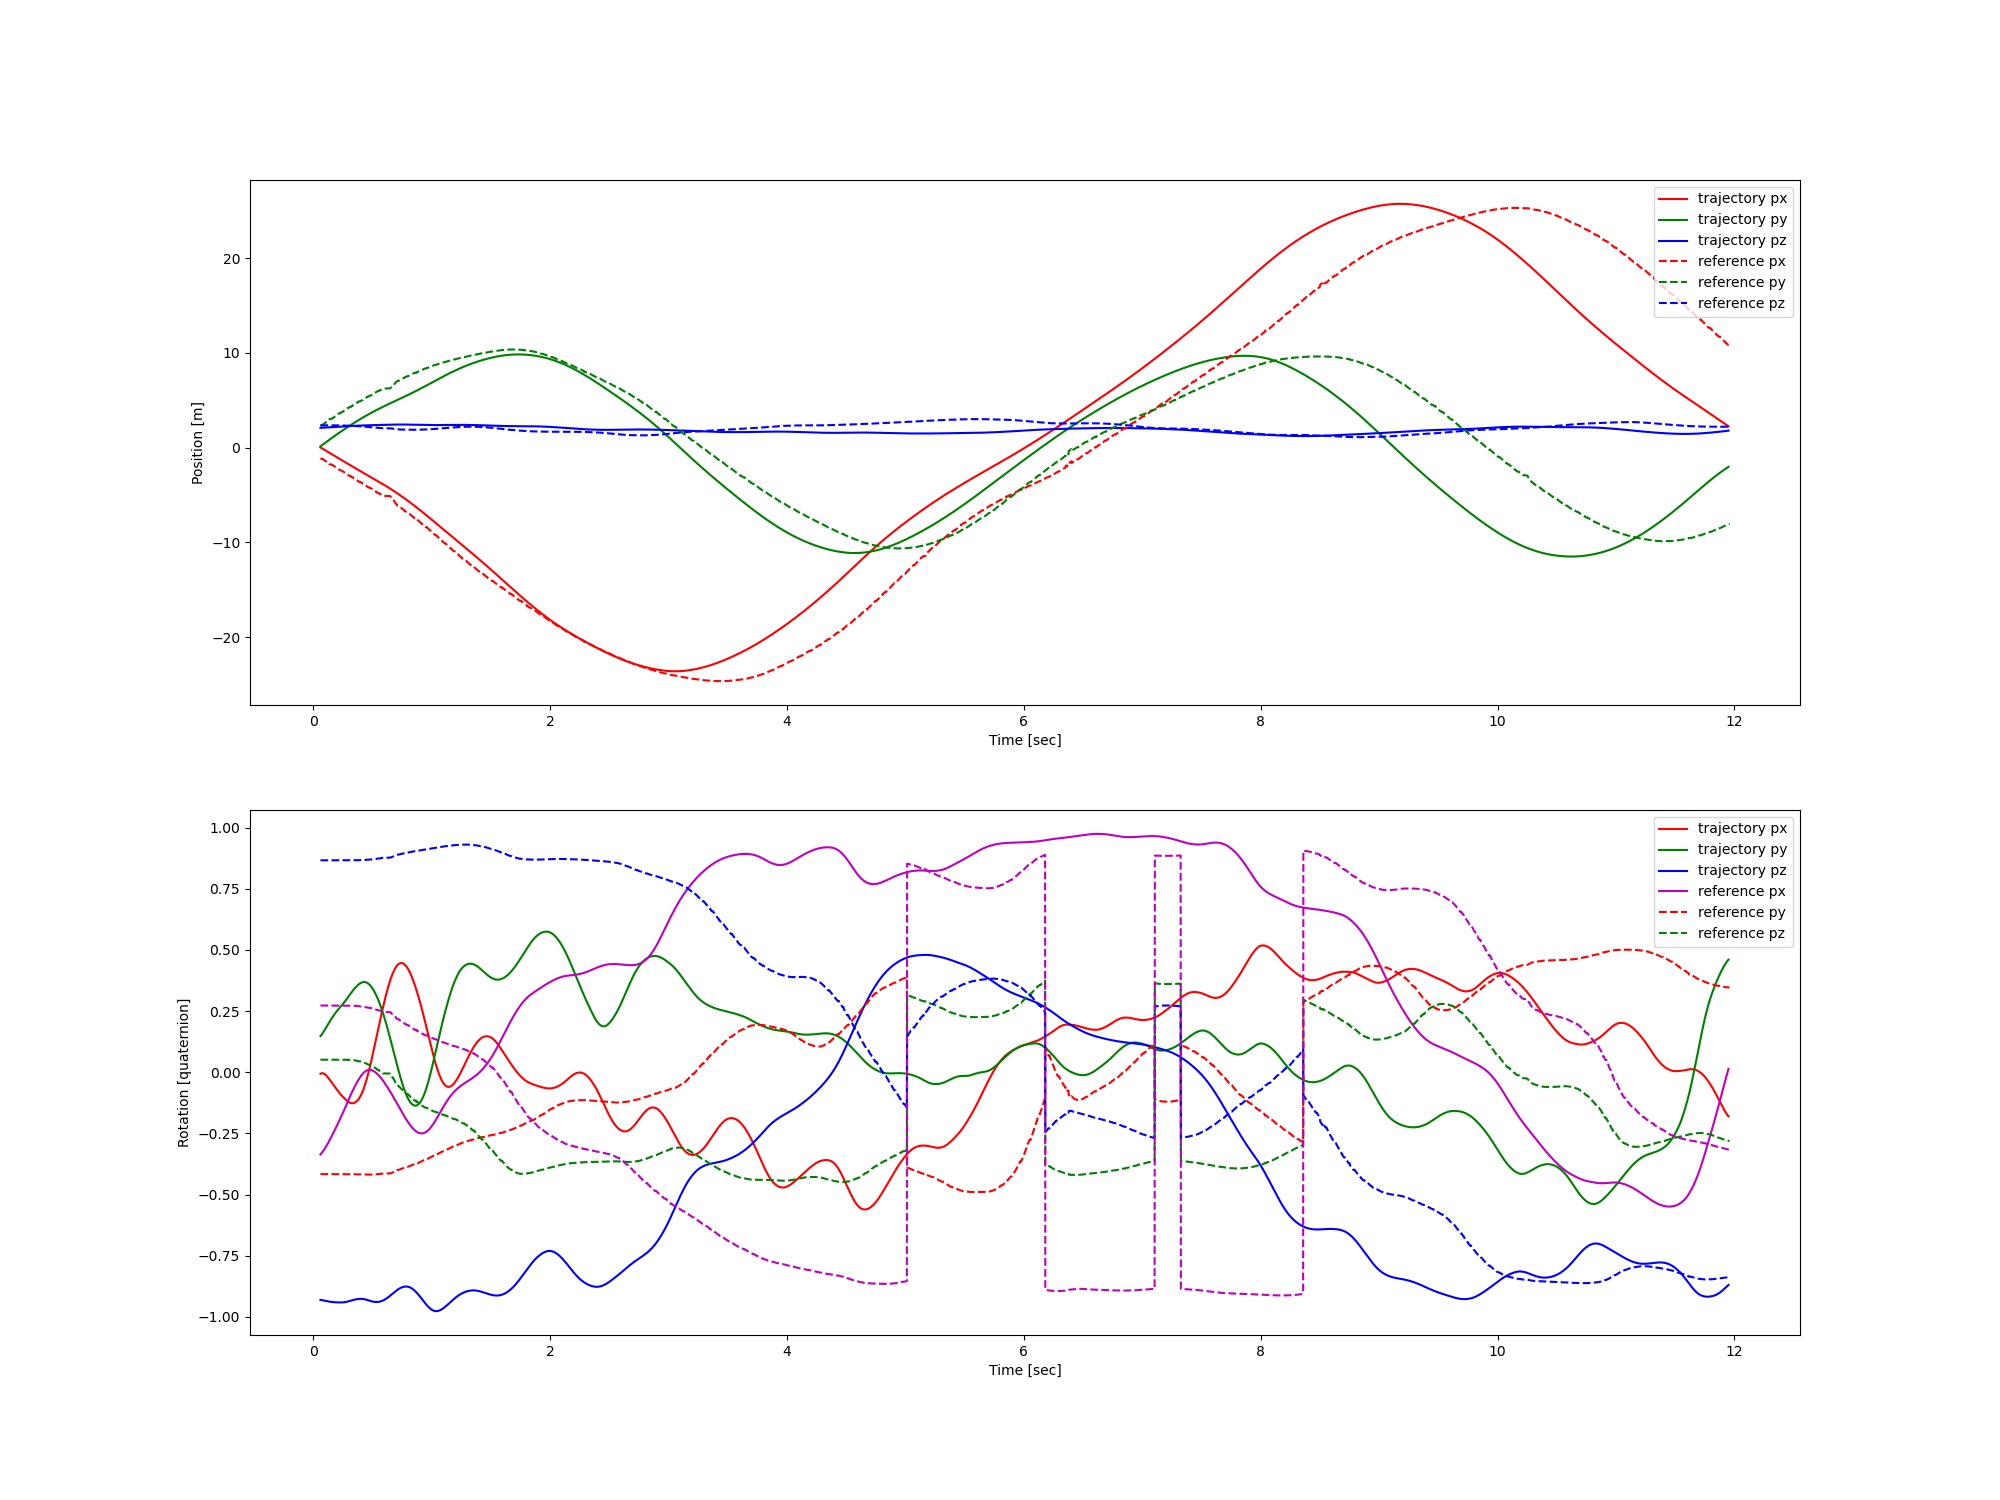 trajectory px
trajectory py
trajectory pz
reference px
reference py
reference pz
Position [m]
20
10
0
−10
−20
0 2 4 6 8 10 12
Time [sec]
trajectory px
trajectory py
trajectory pz
reference px
reference py
reference pz
Rotation [quaternion]
1.00
0.75
0.50
0.25
0.00
−0.25
−0.50
−0.75
−1.00
0 2 4 6 8 10 12
Time [sec]